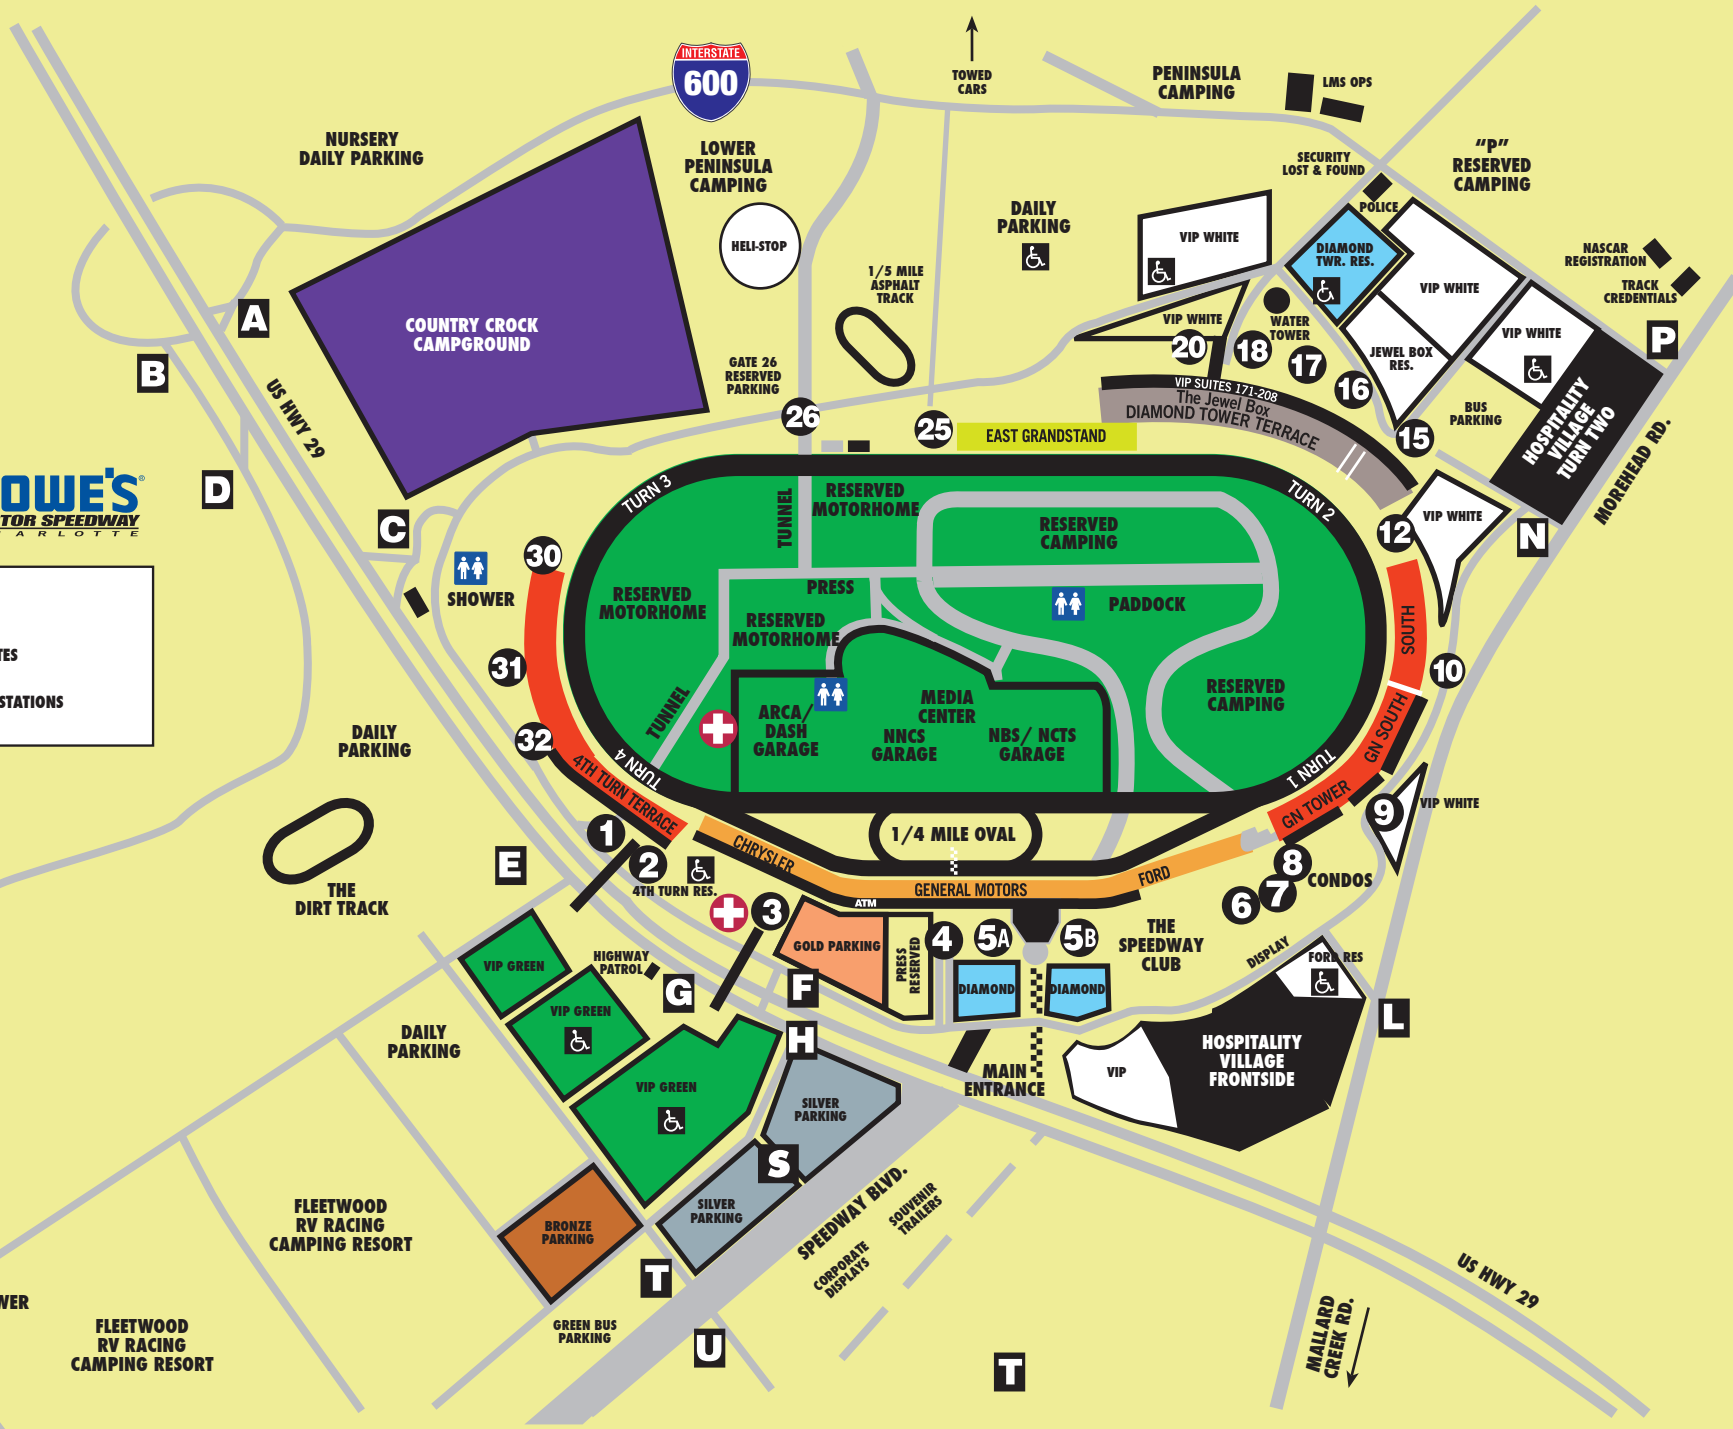 INTERSTATE
600
TOWED
CARS
PENINSULA
CAMPING
LMS OPS
NURSERY
DAILY PARKING
LOWER
PENINSULA
CAMPING
SECURITY
LOST & FOUND
"P"
RESERVED
CAMPING
POLICE
DAILY
PARKING
VIP WHITE
HELI-STOP
DIAMOND
TWR. RES.
NASCAR
REGISTRATION
TRACK
CREDENTIALS
1/5 MILE
ASPHALT
TRACK
VIP WHITE
A
COUNTRY CROCK
CAMPGROUND
VIP WHITE
WATER
TOWER
VIP WHITE
P
20
18
17
16
JEWEL BOX
RES.
B
GATE 26
RESERVED
PARKING
US HWY 29
VIP SUITES 171-208
The Jewel Box
DIAMOND TOWER TERRACE
BUS
PARKING
HOSPITALITY
VILLAGE
TURN TWO
MOREHEAD RD.
26
25
EAST GRANDSTAND
15
OWE'S
®
TOR SPEEDWAY
ARLOTTE
D
C
TURN 3
TUNNEL
RESERVED
MOTORHOME
RESERVED
CAMPING
TURN 2
12
VIP WHITE
N
30
SHOWER
PRESS
RESERVED
MOTORHOME
RESERVED
MOTORHOME
PADDOCK
SOUTH
TES
31
10
STATIONS
TUNNEL
ARCA/
DASH
GARAGE
MEDIA
CENTER
NNCS
GARAGE
NBS/ NCTS
GARAGE
RESERVED
CAMPING
GN SOUTH
32
DAILY
PARKING
TURN 4
4TH TURN TERRACE
TURN 1
GN TOWER
9
VIP WHITE
1
2
1/4 MILE OVAL
CHRYSLER
GENERAL MOTORS
FORD
8
CONDOS
7
6
E
4TH TURN RES.
THE
DIRT TRACK
ATM
3
GOLD PARKING
PRESS
RESERVED
4
5A
5B
THE
SPEEDWAY
CLUB
DISPLAY
FORD RES
HIGHWAY
PATROL
VIP GREEN
G
F
DIAMOND
DIAMOND
L
VIP GREEN
H
DAILY
PARKING
HOSPITALITY
VILLAGE
FRONTSIDE
VIP
MAIN
ENTRANCE
VIP GREEN
SILVER
PARKING
S
SPEEDWAY BLVD.
SOUVENIR
TRAILERS
SILVER
PARKING
FLEETWOOD
RV RACING
CAMPING RESORT
BRONZE
PARKING
CORPORATE
DISPLAYS
T
US HWY 29
WER
FLEETWOOD
RV RACING
CAMPING RESORT
GREEN BUS
PARKING
U
T
MALLARD
CREEK RD.